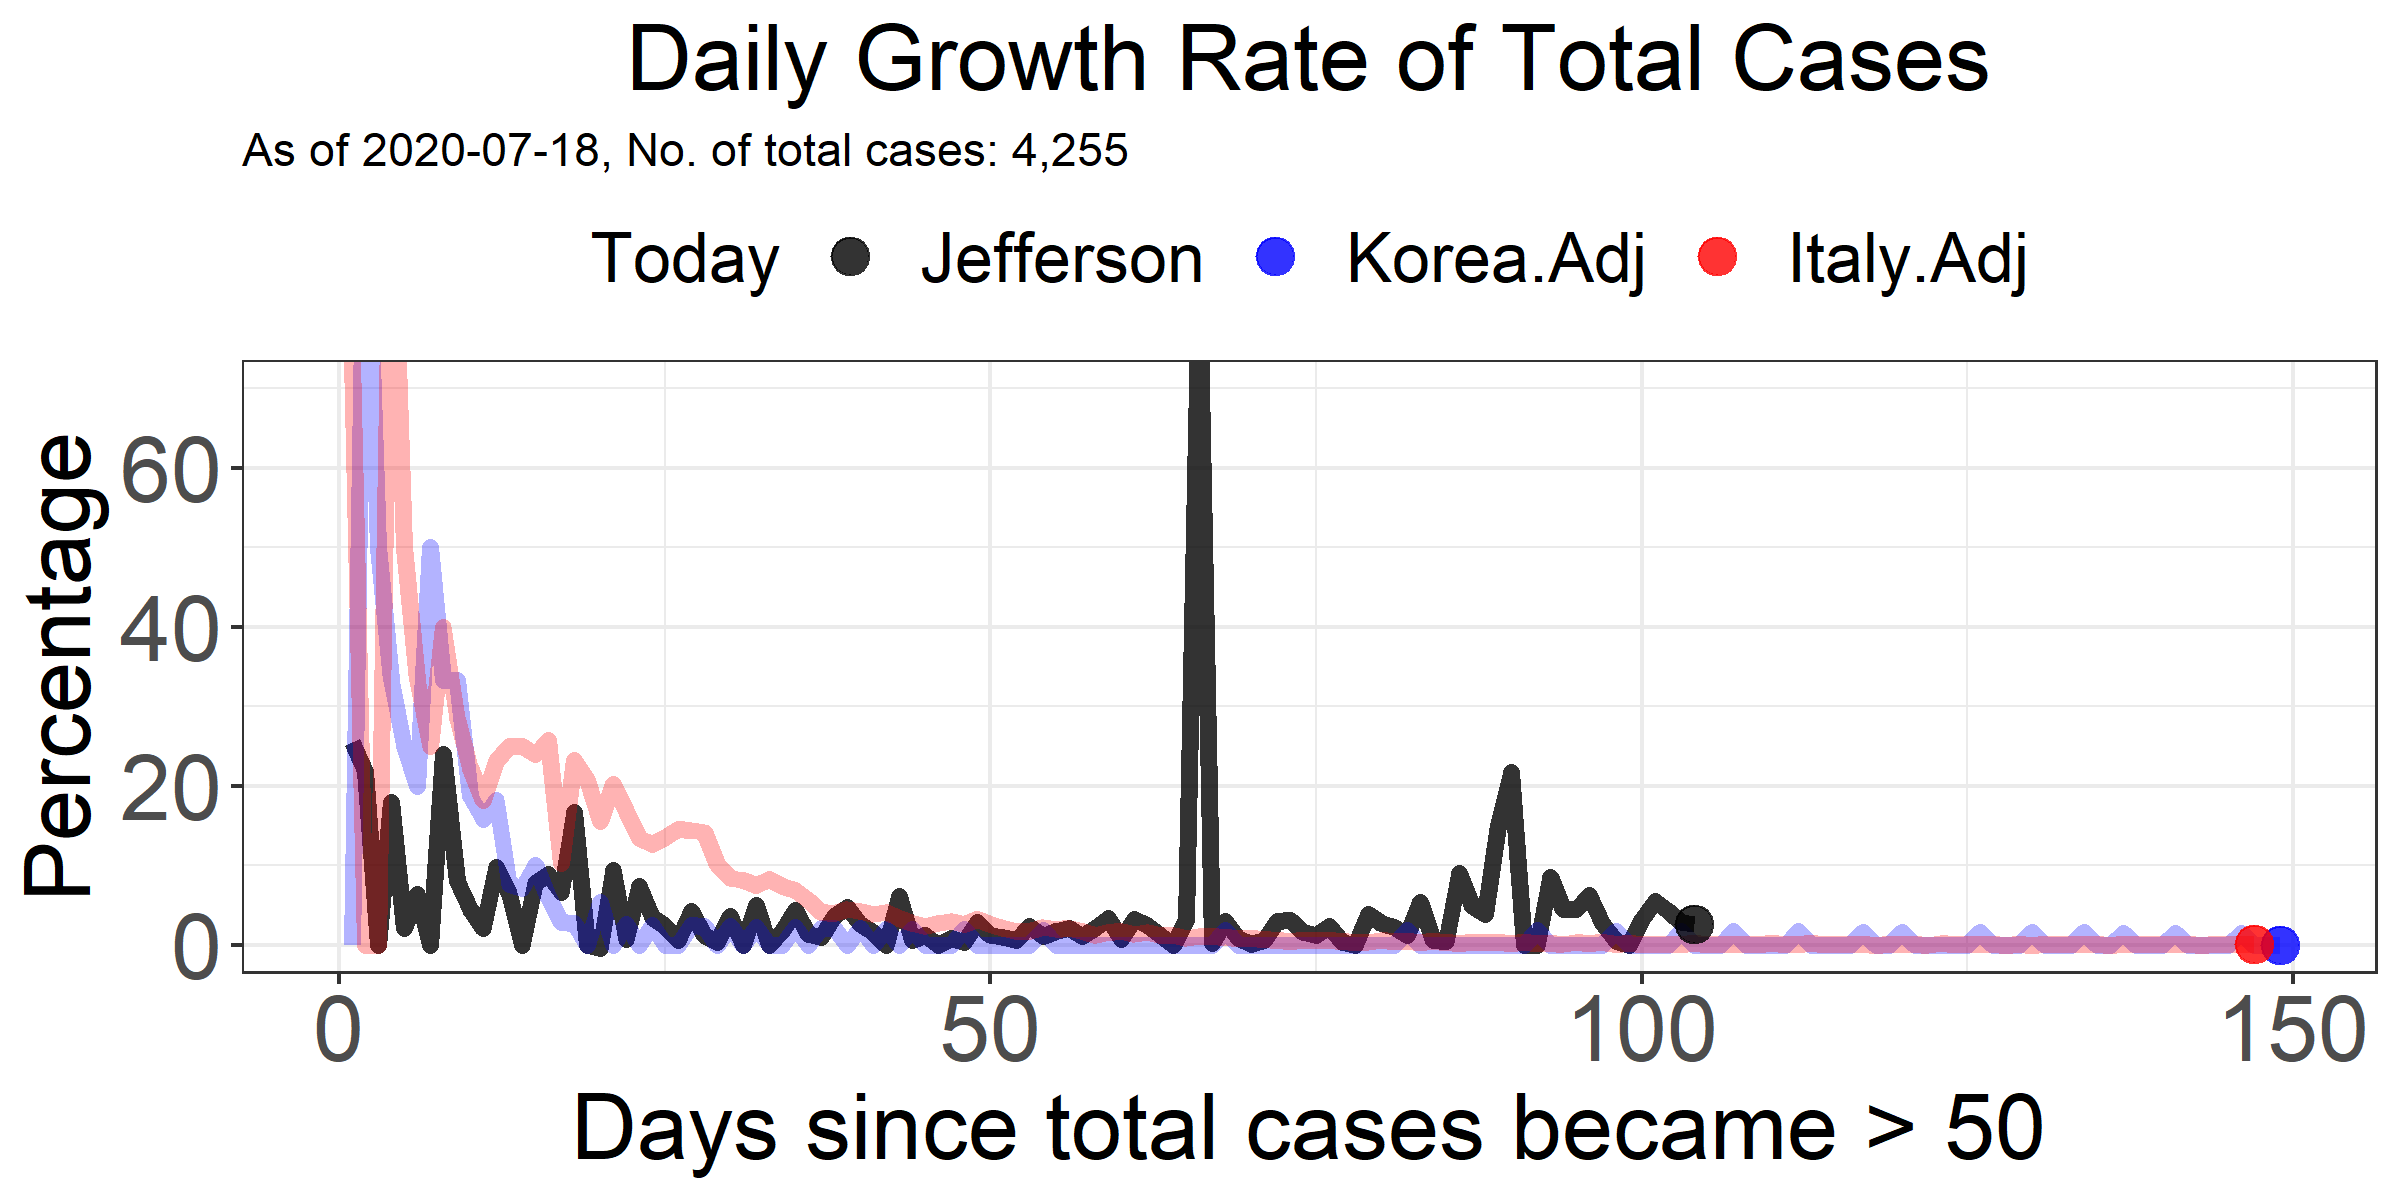 Daily Growth Rate of Total Cases
As of 2020-07-18, No. of total cases: 4,255
Today Jefferson Korea.Adj Italy.Adj
Percentage
60
40
20
0
0 50 100 150
Days since total cases became > 50